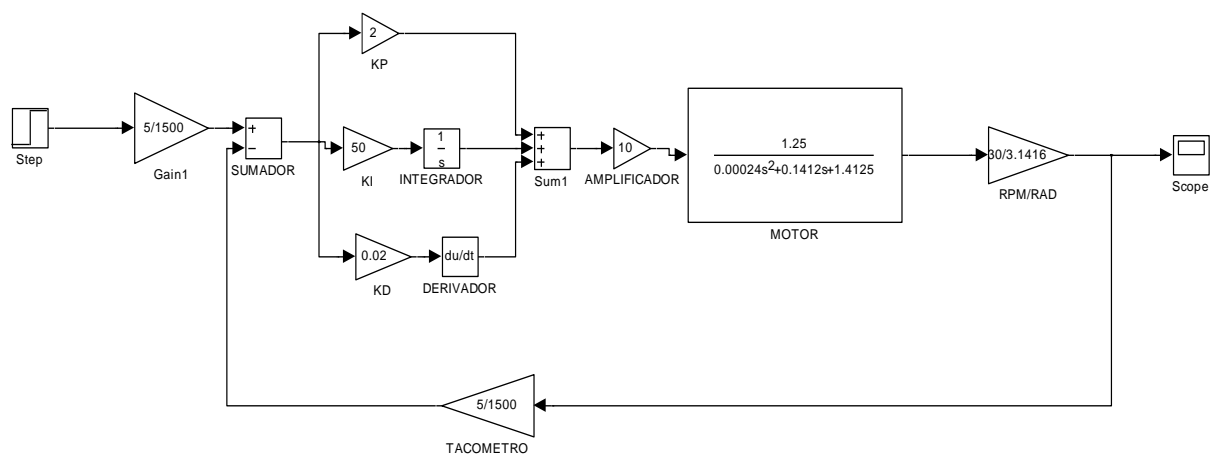 2
KP
Step
5/1500
Gain1
+
−
SUMADOR
50
KI
1
s
INTEGRADOR
+
+
+
Sum1
10
AMPLIFICADOR
1.25
0.00024s2+0.1412s+1.4125
MOTOR
30/3.1416
RPM/RAD
Scope
0.02
KD
du/dt
DERIVADOR
5/1500
TACOMETRO